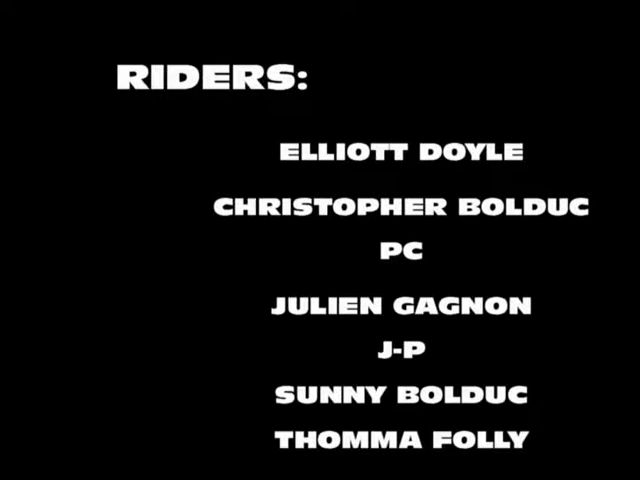 RIDERS:
ELLIOTT DOYLE
CHRISTOPHER BOLDUC
PC
JULIEN GAGNON
J-P
SUNNY BOLDUC
THOMMA FOLLY